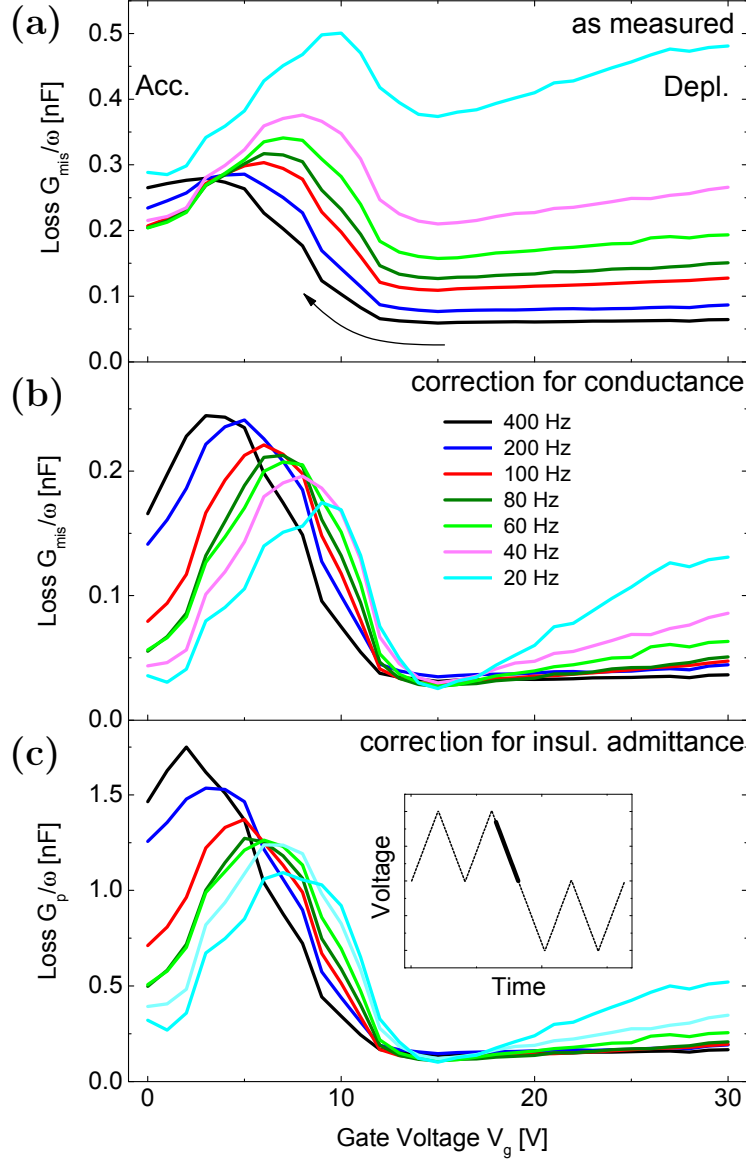 (a)
as measured
Acc.
Depl.
Loss G_mis/ω [nF]
0.5
0.4
0.3
0.2
0.1
0.0
(b)
correction for conductance
400 Hz
200 Hz
100 Hz
80 Hz
60 Hz
40 Hz
20 Hz
Loss G_mis/ω [nF]
0.2
0.1
0.0
(c)
correction for insul. admittance
Voltage
Time
Loss G_p/ω [nF]
1.5
1.0
0.5
0.0
0 10 20 30
Gate Voltage V_g [V]